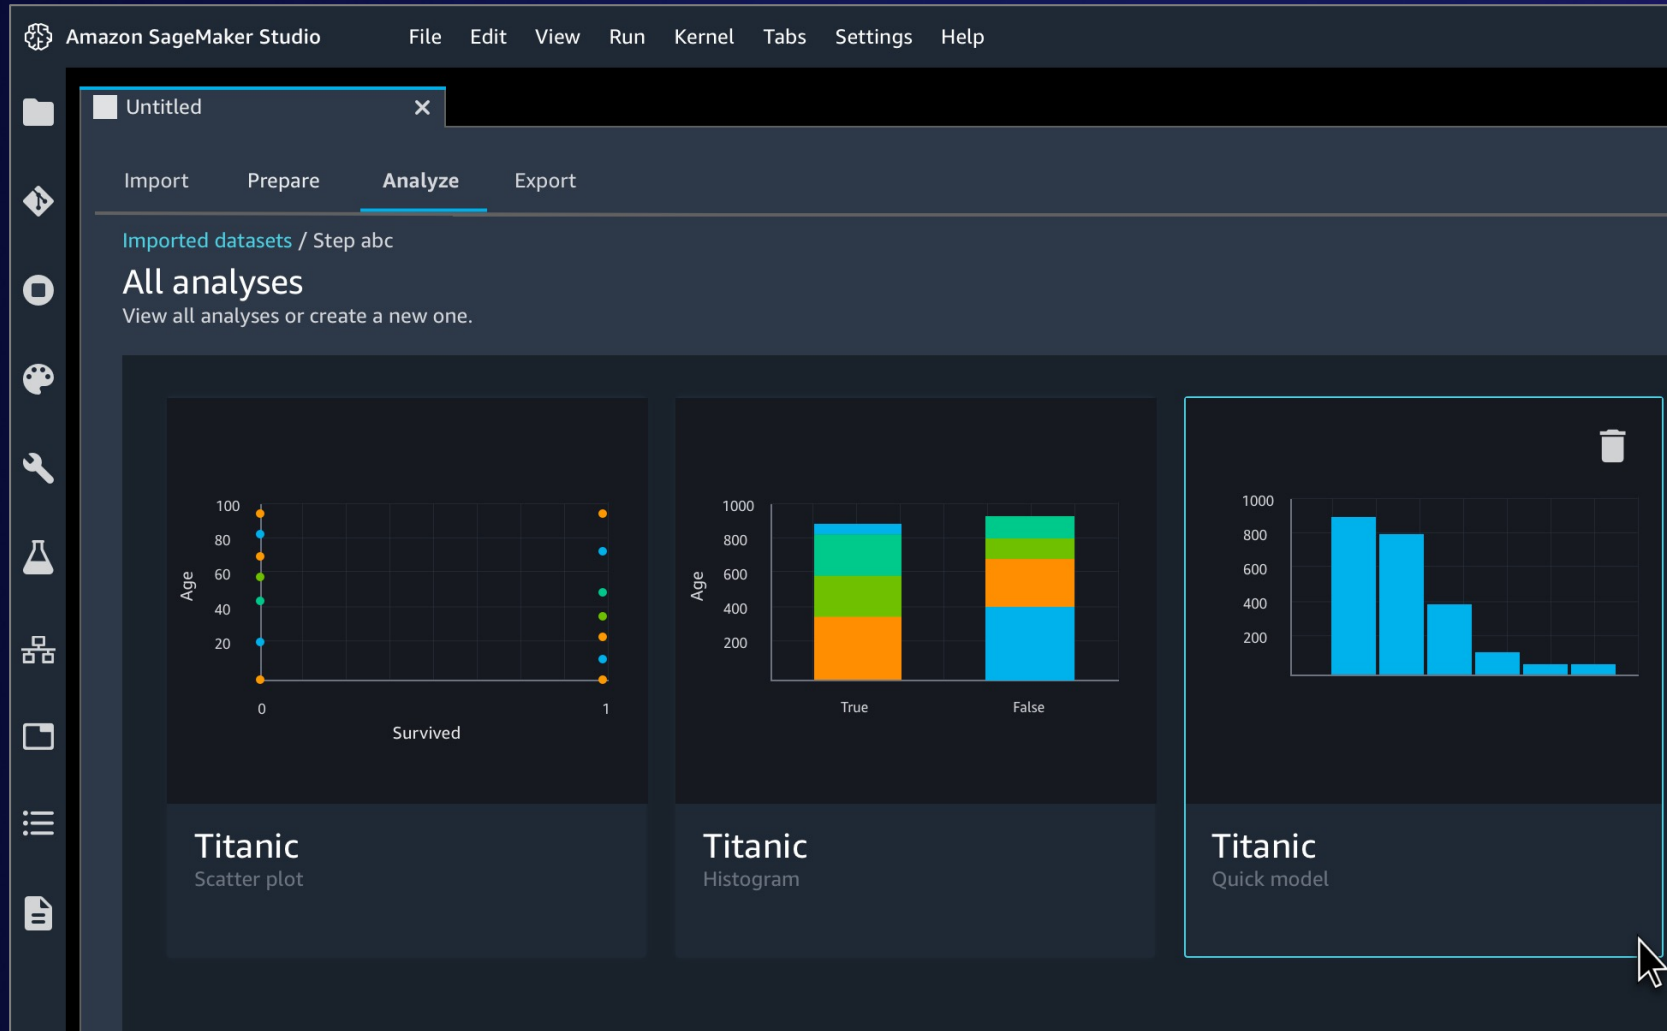 Amazon SageMaker Studio File Edit View Run Kernel Tabs Settings Help
Untitled
Import Prepare Analyze Export
Imported datasets / Step abc
All analyses
View all analyses or create a new one.
100
80
60
40
20
Age
0 1
Survived
Titanic
Scatter plot
1000
800
600
400
200
Age
True False
Titanic
Histogram
1000
800
600
400
200
Titanic
Quick model